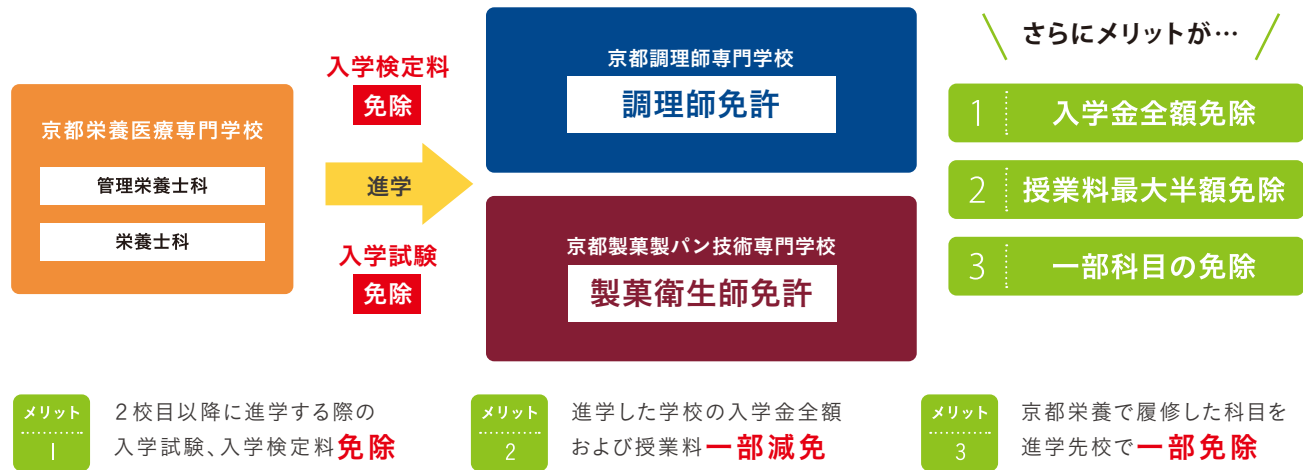 京都栄養医療専門学校
管理栄養士科
栄養士科
入学検定料
免除
進学
入学試験
免除
京都調理師専門学校
調理師免許
京都製菓製パン技術専門学校
製菓衛生師免許
さらにメリットが…
1 入学金全額免除
2 授業料最大半額免除
3 一部科目の免除
メリット
1
2校目以降に進学する際の
入学試験、入学検定料免除
メリット
2
進学した学校の入学金全額
および授業料一部減免
メリット
3
京都栄養で履修した科目を
進学先校で一部免除